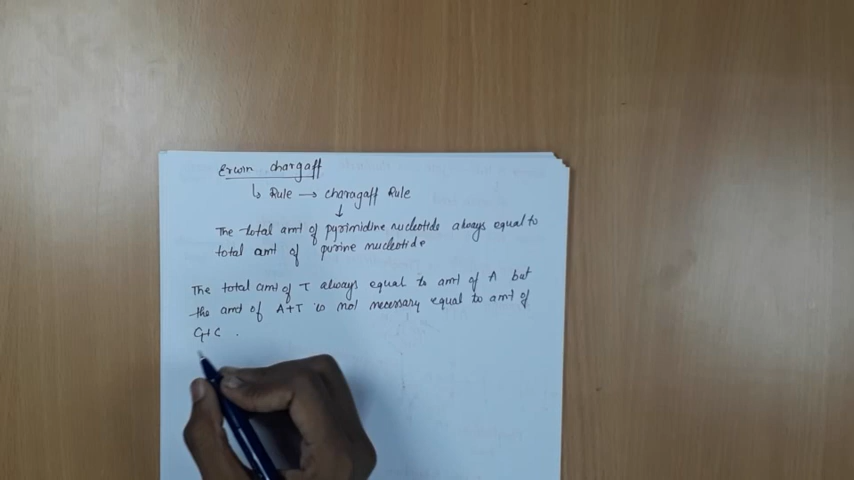 Erwin chargaff
↳ Rule → charagaff Rule
↓
The total amt of pyrimidine nucleotide always equal to
total amt of purine nucleotide
The total amt of T always equal to amt of A but
the amt of A+T is not necessary equal to amt of
G+C .